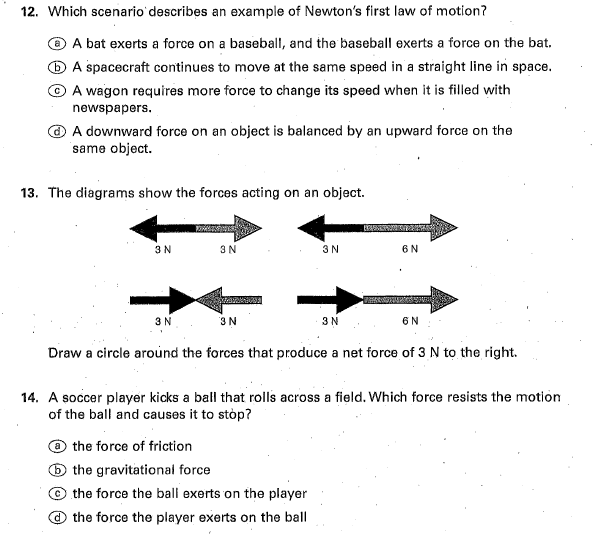 12. Which scenario describes an example of Newton's first law of motion?
ⓐ A bat exerts a force on a baseball, and the baseball exerts a force on the bat.
ⓑ A spacecraft continues to move at the same speed in a straight line in space.
ⓒ A wagon requires more force to change its speed when it is filled with
newspapers.
ⓓ A downward force on an object is balanced by an upward force on the
same object.
13. The diagrams show the forces acting on an object.
3 N 3 N 3 N 6 N
3 N 3 N 3 N 6 N
Draw a circle around the forces that produce a net force of 3 N to the right.
14. A soccer player kicks a ball that rolls across a field. Which force resists the motion
of the ball and causes it to stop?
ⓐ the force of friction
ⓑ the gravitational force
ⓒ the force the ball exerts on the player
ⓓ the force the player exerts on the ball